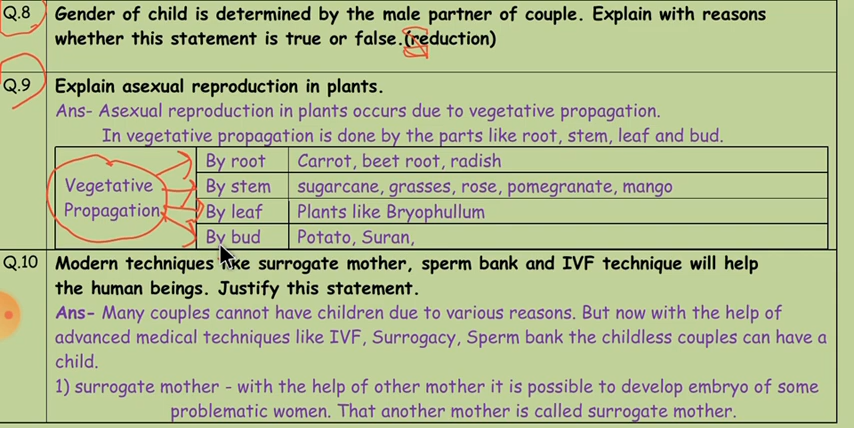 Q.8 Gender of child is determined by the male partner of couple. Explain with reasons
whether this statement is true or false.(reduction)
Q.9 Explain asexual reproduction in plants.
Ans- Asexual reproduction in plants occurs due to vegetative propagation.
In vegetative propagation is done by the parts like root, stem, leaf and bud.
Vegetative Propagation
By root Carrot, beet root, radish
By stem sugarcane, grasses, rose, pomegranate, mango
By leaf Plants like Bryophullum
By bud Potato, Suran,
Q.10 Modern techniques like surrogate mother, sperm bank and IVF technique will help
the human beings. Justify this statement.
Ans- Many couples cannot have children due to various reasons. But now with the help of
advanced medical techniques like IVF, Surrogacy, Sperm bank the childless couples can have a
child.
1) surrogate mother - with the help of other mother it is possible to develop embryo of some
problematic women. That another mother is called surrogate mother.